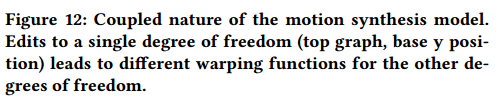 Figure 12: Coupled nature of the motion synthesis model.
Edits to a single degree of freedom (top graph, base y posi-
tion) leads to different warping functions for the other de-
grees of freedom.